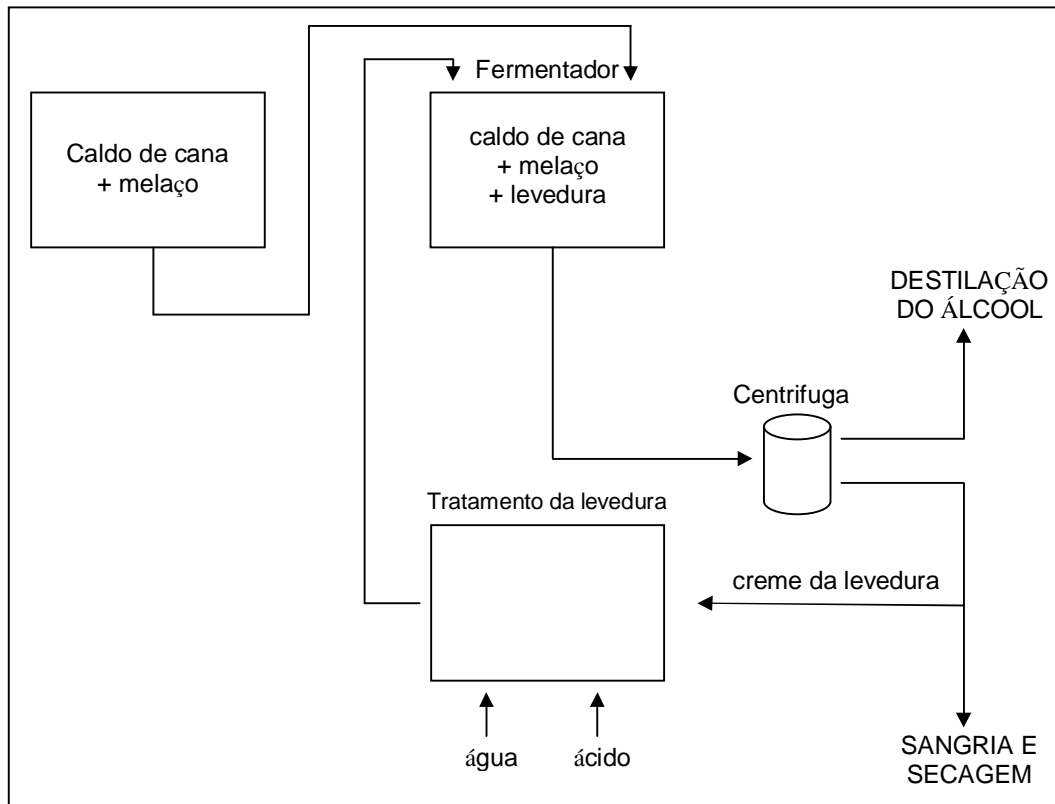 Fermentador
Caldo de cana
+ melaço
caldo de cana
+ melaço
+ levedura
DESTILAÇÃO
DO ÁLCOOL
Centrifuga
Tratamento da levedura
creme da levedura
água
ácido
SANGRIA E
SECAGEM